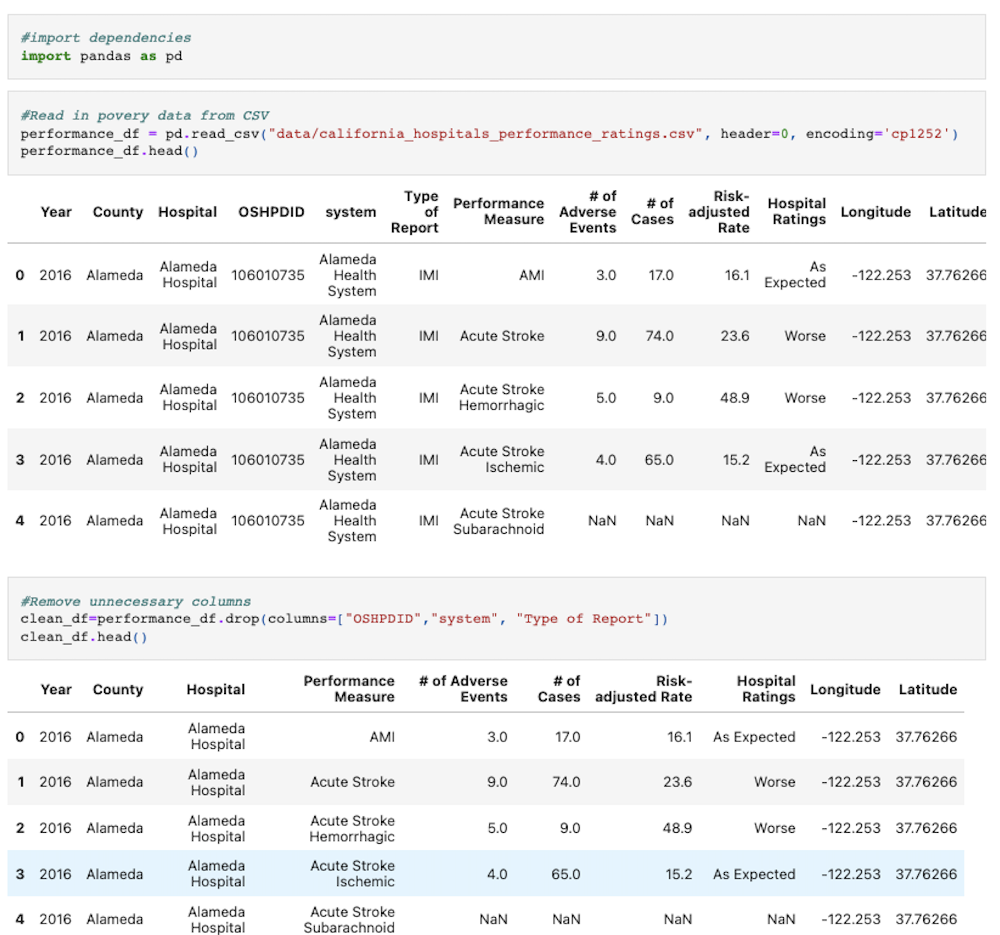 #import dependencies
import pandas as pd
#Read in povery data from CSV
performance_df = pd.read_csv("data/california_hospitals_performance_ratings.csv", header=0, encoding='cp1252')
performance_df.head()
Year County Hospital OSHPDID system Type of Report Performance Measure # of Adverse Events # of Cases Risk-adjusted Rate Hospital Ratings Longitude Latitude
0 2016 Alameda Alameda Hospital 106010735 Alameda Health System IMI AMI 3.0 17.0 16.1 As Expected -122.253 37.76266
1 2016 Alameda Alameda Hospital 106010735 Alameda Health System IMI Acute Stroke 9.0 74.0 23.6 Worse -122.253 37.76266
2 2016 Alameda Alameda Hospital 106010735 Alameda Health System IMI Acute Stroke Hemorrhagic 5.0 9.0 48.9 Worse -122.253 37.76266
3 2016 Alameda Alameda Hospital 106010735 Alameda Health System IMI Acute Stroke Ischemic 4.0 65.0 15.2 As Expected -122.253 37.76266
4 2016 Alameda Alameda Hospital 106010735 Alameda Health System IMI Acute Stroke Subarachnoid NaN NaN NaN NaN -122.253 37.76266
#Remove unnecessary columns
clean_df=performance_df.drop(columns=["OSHPDID","system", "Type of Report"])
clean_df.head()
Year County Hospital Performance Measure # of Adverse Events # of Cases Risk-adjusted Rate Hospital Ratings Longitude Latitude
0 2016 Alameda Alameda Hospital AMI 3.0 17.0 16.1 As Expected -122.253 37.76266
1 2016 Alameda Alameda Hospital Acute Stroke 9.0 74.0 23.6 Worse -122.253 37.76266
2 2016 Alameda Alameda Hospital Acute Stroke Hemorrhagic 5.0 9.0 48.9 Worse -122.253 37.76266
3 2016 Alameda Alameda Hospital Acute Stroke Ischemic 4.0 65.0 15.2 As Expected -122.253 37.76266
4 2016 Alameda Alameda Hospital Acute Stroke Subarachnoid NaN NaN NaN NaN -122.253 37.76266